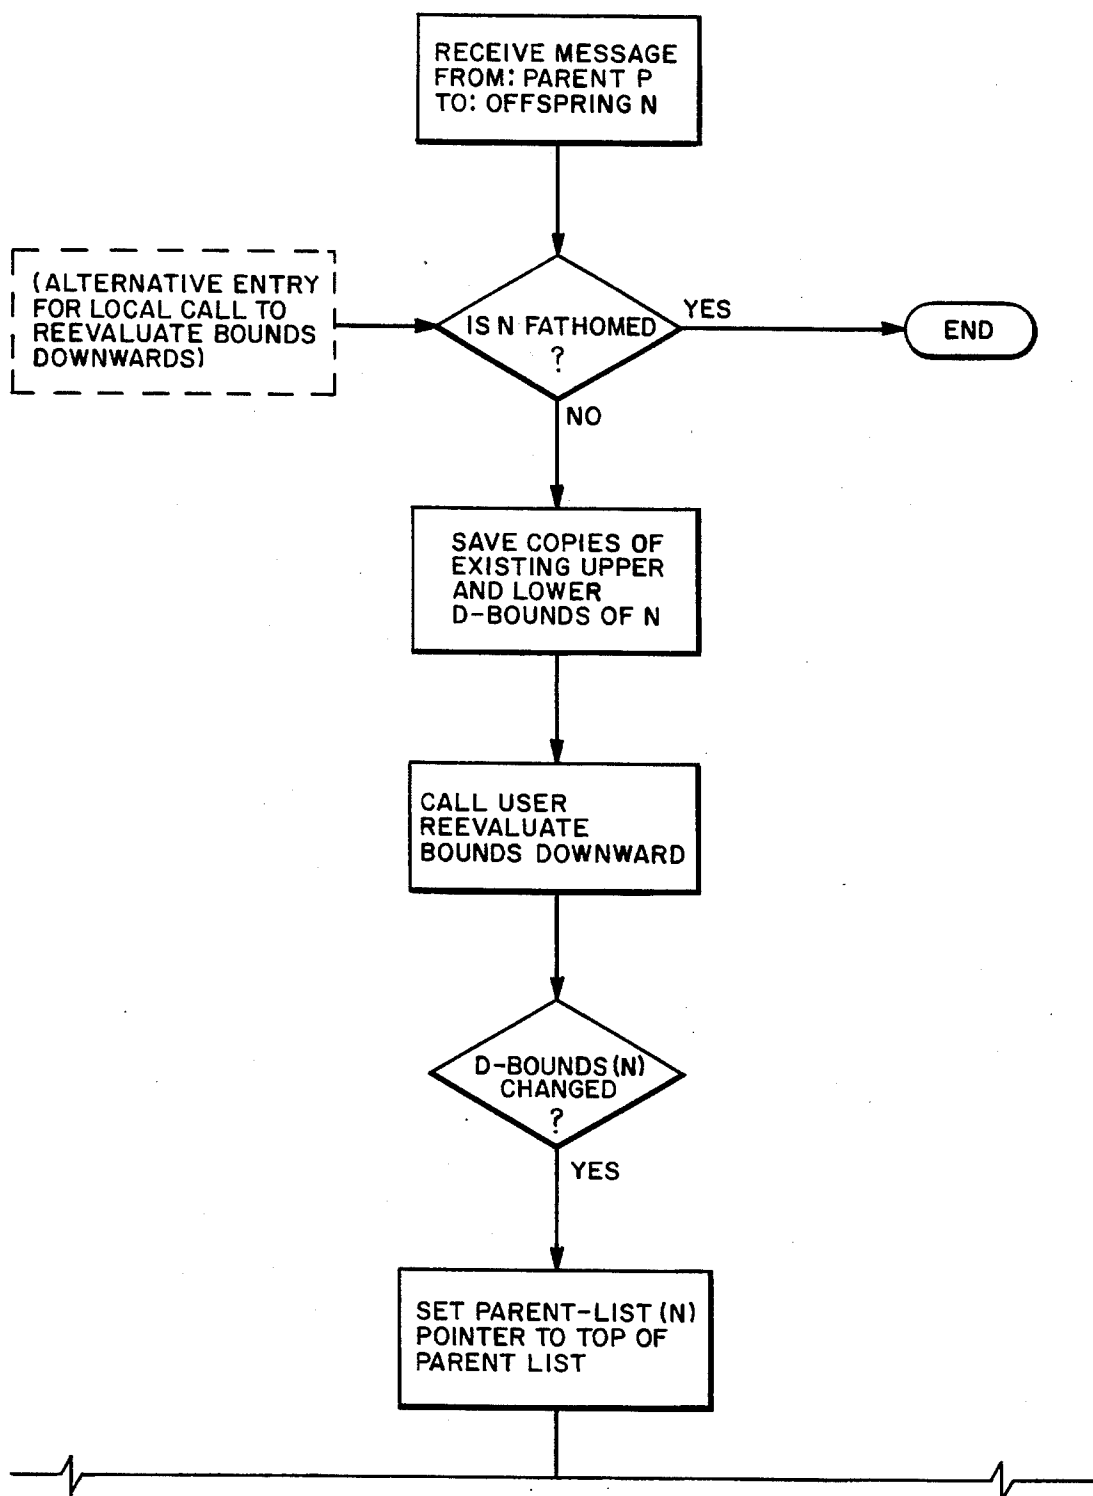 RECEIVE MESSAGE
FROM: PARENT P
TO: OFFSPRING N
(ALTERNATIVE ENTRY
FOR LOCAL CALL TO
REEVALUATE BOUNDS
DOWNWARDS)
IS N FATHOMED
?
YES
END
NO
SAVE COPIES OF
EXISTING UPPER
AND LOWER
D-BOUNDS OF N
CALL USER
REEVALUATE
BOUNDS DOWNWARD
D-BOUNDS (N)
CHANGED
?
YES
SET PARENT-LIST (N)
POINTER TO TOP OF
PARENT LIST